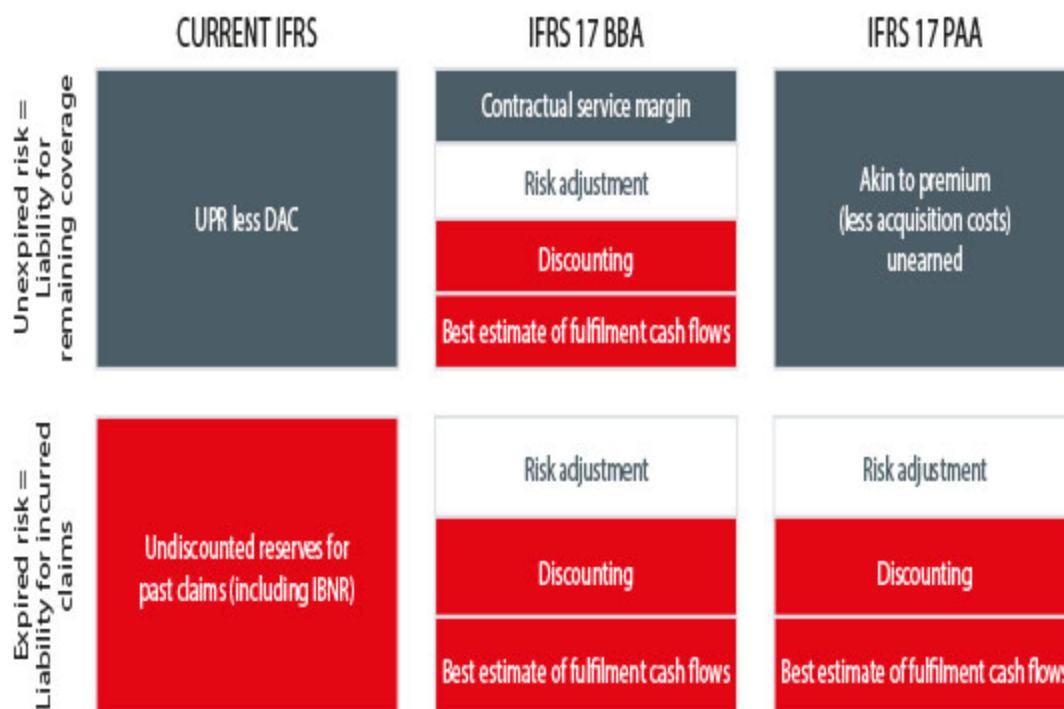 CURRENT IFRS
IFRS 17 BBA
IFRS 17 PAA
Unexpired risk =
Liability for
remaining coverage
UPR less DAC
Contractual service margin
Risk adjustment
Discounting
Best estimate of fulfilment cash flows
Akin to premium
(less acquisition costs)
unearned
Expired risk =
Liability for incurred
claims
Undiscounted reserves for
past claims (including IBNR)
Risk adjustment
Discounting
Best estimate of fulfilment cash flows
Risk adjustment
Discounting
Best estimate of fulfilment cash flows